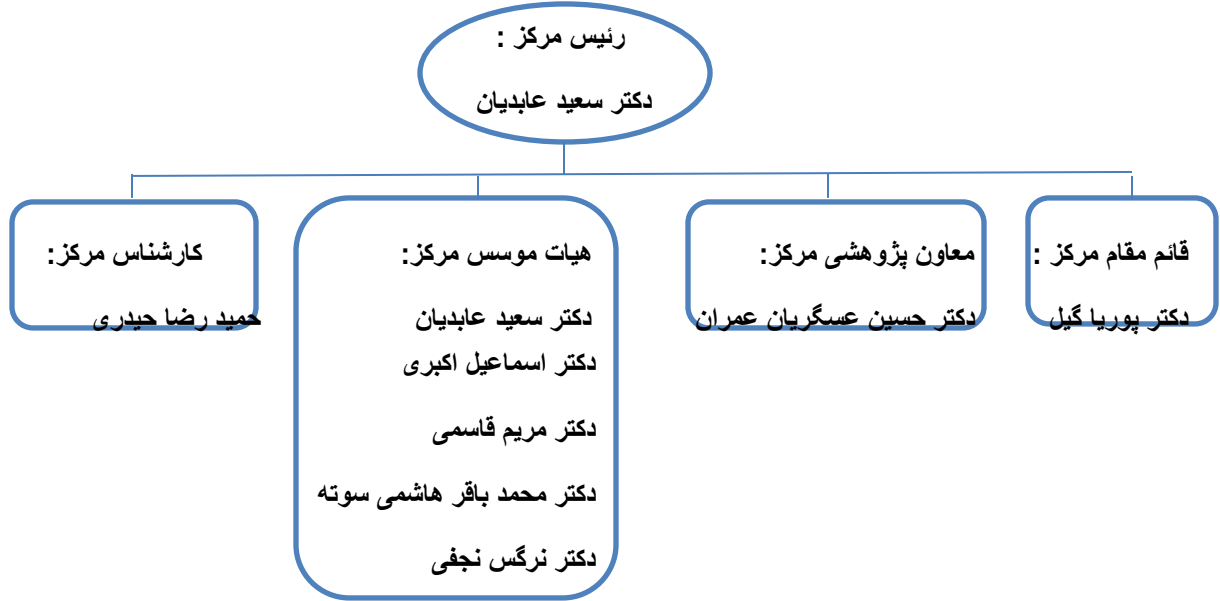 رئیس مرکز :
دکتر سعید عابدیان
قائم مقام مرکز :
دکتر پوریا گیل
معاون پژوهشی مرکز:
دکتر حسین عسگریان عمران
هیات موسس مرکز:
دکتر سعید عابدیان
دکتر اسماعیل اکبری
دکتر مریم قاسمی
دکتر محمد باقر هاشمی سوته
دکتر نرگس نجفی
کارشناس مرکز:
حمید رضا حیدری